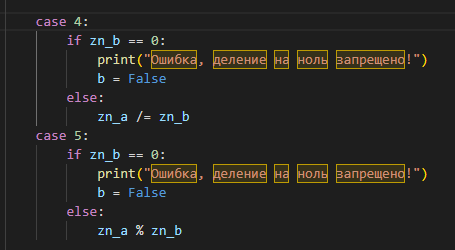 case 4:
if zn_b == 0:
print("Ошибка, деление на ноль запрещено!")
b = False
else:
zn_a /= zn_b
case 5:
if zn_b == 0:
print("Ошибка, деление на ноль запрещено!")
b = False
else:
zn_a % zn_b